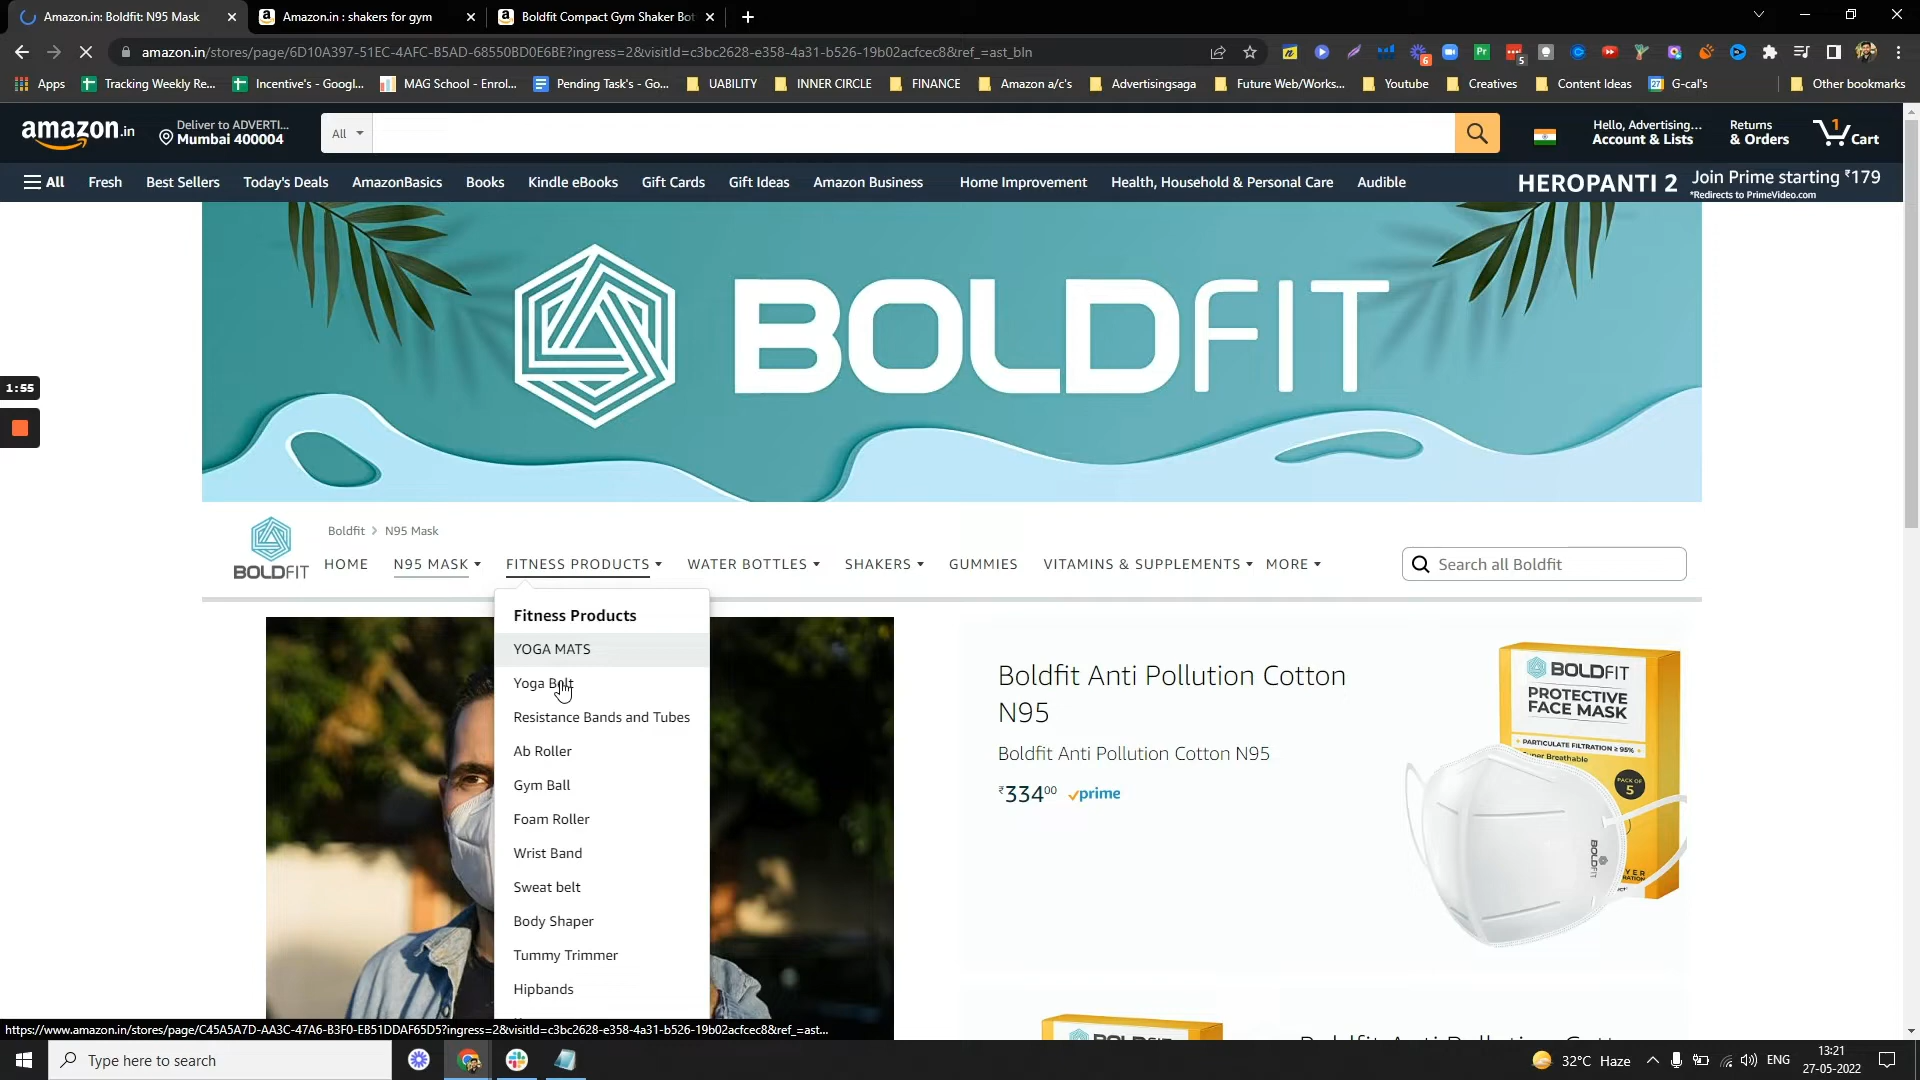 Amazon.in: Boldfit: N95 Mask
Amazon.in : shakers for gym
Boldfit Compact Gym Shaker Bot
amazon.in/stores/page/6D10A397-51EC-4AFC-B5AD-68550BD0E6BE?ingress=2&visitId=c3bc2628-e358-4a31-b526-19b02acfcec8&ref_=ast_bln
Apps
Tracking Weekly Re...
Incentive's - Googl...
MAG School - Enrol...
Pending Task's - Go...
UABILITY
INNER CIRCLE
FINANCE
Amazon a/c's
Advertisingsaga
Future Web/Works...
Youtube
Creatives
Content Ideas
G-cal's
Other bookmarks
amazon.in
Deliver to ADVERTI...
Mumbai 400004
All
Hello, Advertising...
Account & Lists
Returns
& Orders
1
Cart
All
Fresh
Best Sellers
Today's Deals
AmazonBasics
Books
Kindle eBooks
Gift Cards
Gift Ideas
Amazon Business
Home Improvement
Health, Household & Personal Care
Audible
HEROPANTI 2
Join Prime starting ₹179
*Redirects to PrimeVideo.com
1:55
BOLDFIT
BOLDFIT
Boldfit > N95 Mask
HOME
N95 MASK
FITNESS PRODUCTS
WATER BOTTLES
SHAKERS
GUMMIES
VITAMINS & SUPPLEMENTS
MORE
Search all Boldfit
Fitness Products
YOGA MATS
Yoga Belt
Resistance Bands and Tubes
Ab Roller
Gym Ball
Foam Roller
Wrist Band
Sweat belt
Body Shaper
Tummy Trimmer
Hipbands
Boldfit Anti Pollution Cotton
N95
Boldfit Anti Pollution Cotton N95
₹334⁰⁰ prime
BOLDFIT
PROTECTIVE
FACE MASK
PARTICULATE FILTRATION ≥ 95%
Super Breathable
PACK OF
5
BOLDFIT
https://www.amazon.in/stores/page/C45A5A7D-AA3C-47A6-B3F0-EB51DDAF65D5?ingress=2&visitId=c3bc2628-e358-4a31-b526-19b02acfcec8&ref_=ast...
Type here to search
32°C Haze
ENG
13:21
27-05-2022